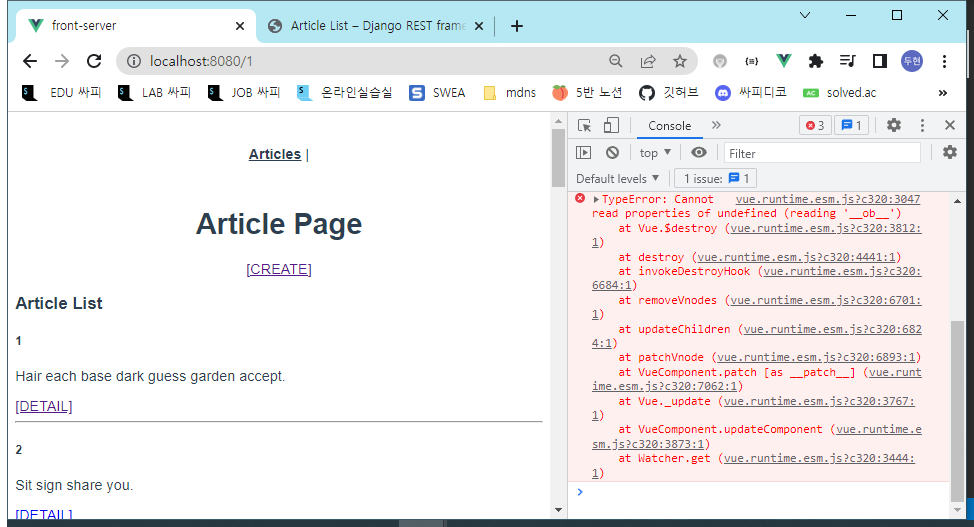 front-server
Article List – Django REST frame
localhost:8080/1
두현
EDU 싸피
LAB 싸피
JOB 싸피
온라인실습실
SWEA
mdns
5반 노션
깃허브
싸피디코
solved.ac
»
Articles |
Article Page
[CREATE]
Article List
1
Hair each base dark guess garden accept.
[DETAIL]
2
Sit sign share you.
[DETAIL]
Console
»
3
1
top
Filter
Default levels
1 issue: 1
TypeError: Cannot vue.runtime.esm.js?c320:3047
read properties of undefined (reading '__ob__')
at Vue.$destroy (vue.runtime.esm.js?c320:3812:
1)
at destroy (vue.runtime.esm.js?c320:4441:1)
at invokeDestroyHook (vue.runtime.esm.js?c320:
6684:1)
at removeVnodes (vue.runtime.esm.js?c320:6701:
1)
at updateChildren (vue.runtime.esm.js?c320:682
4:1)
at patchVnode (vue.runtime.esm.js?c320:6893:1)
at VueComponent.patch [as __patch__] (vue.runt
ime.esm.js?c320:7062:1)
at Vue._update (vue.runtime.esm.js?c320:3767:
1)
at VueComponent.updateComponent (vue.runtime.e
sm.js?c320:3873:1)
at Watcher.get (vue.runtime.esm.js?c320:3444:
1)